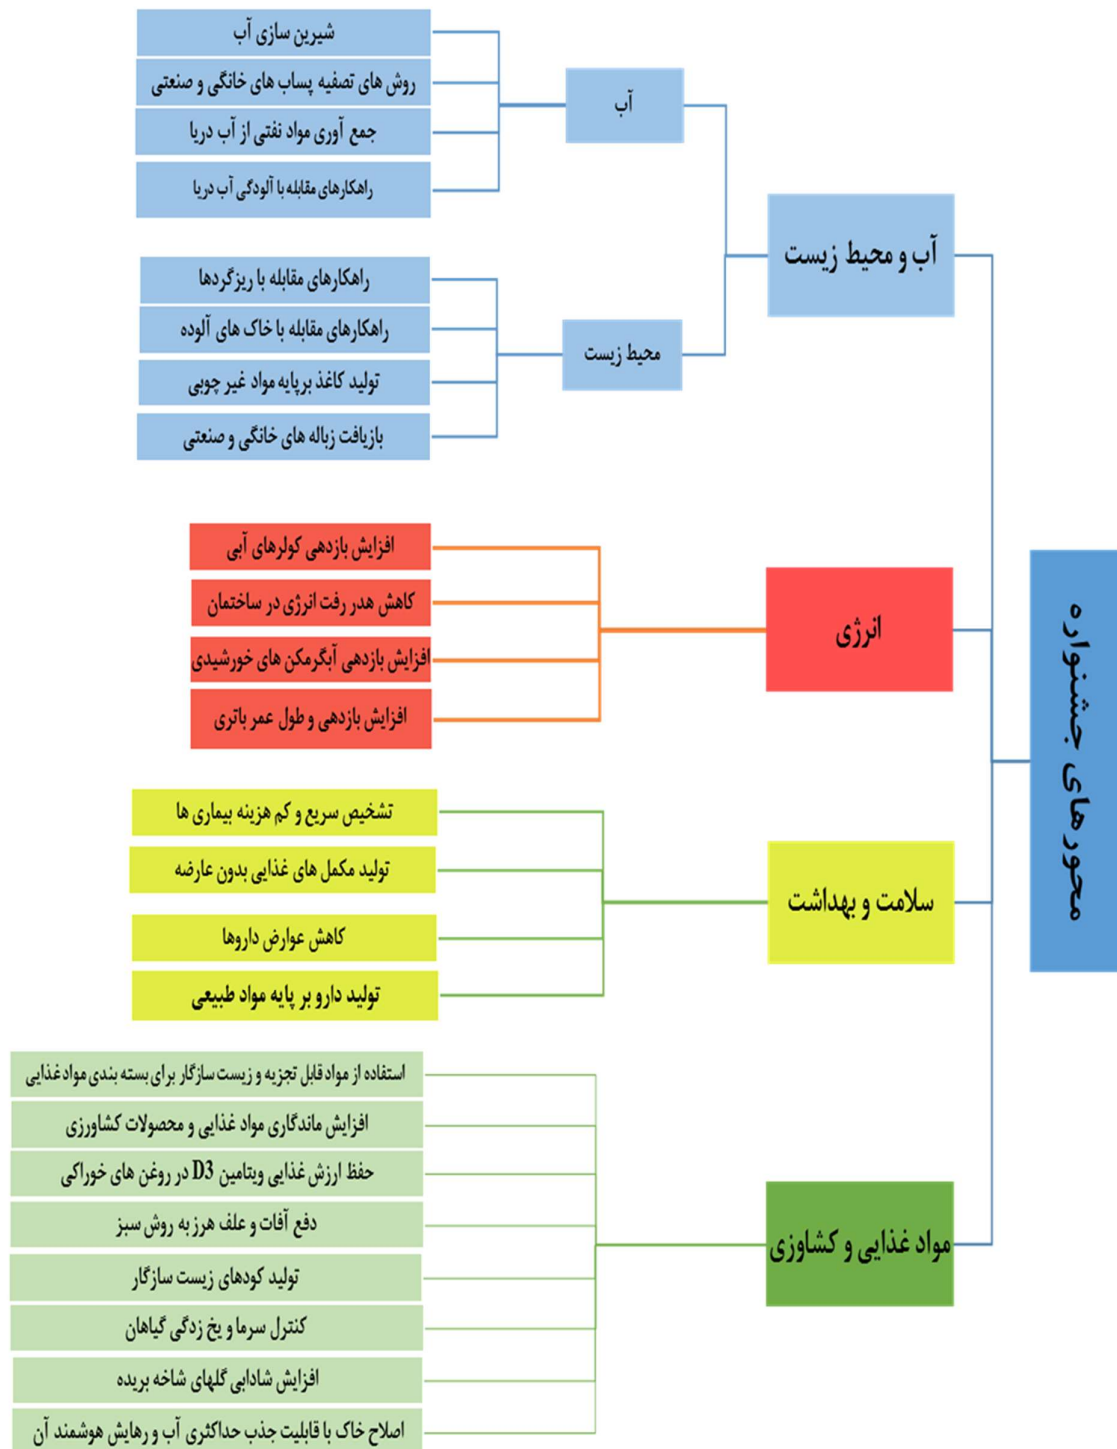 محورهای جشنواره
آب و محیط زیست
آب
شیرین سازی آب
روش های تصفیه پساب های خانگی و صنعتی
جمع آوری مواد نفتی از آب دریا
راهکارهای مقابله با آلودگی آب دریا
محیط زیست
راهکارهای مقابله با ریزگردها
راهکارهای مقابله با خاک های آلوده
تولید کاغذ برپایه مواد غیر چوبی
بازیافت زباله های خانگی و صنعتی
انرژی
افزایش بازدهی کولرهای آبی
کاهش هدر رفت انرژی در ساختمان
افزایش بازدهی آبگرمکن های خورشیدی
افزایش بازدهی و طول عمر باتری
سلامت و بهداشت
تشخیص سریع و کم هزینه بیماری ها
تولید مکمل های غذایی بدون عارضه
کاهش عوارض داروها
تولید دارو بر پایه مواد طبیعی
مواد غذایی و کشاوزی
استفاده از مواد قابل تجزیه و زیست سازگار برای بسته بندی مواد غذایی
افزایش ماندگاری مواد غذایی و محصولات کشاورزی
حفظ ارزش غذایی ویتامین D3 در روغن های خوراکی
دفع آفات و علف هرز به روش سبز
تولید کودهای زیست سازگار
کنترل سرما و یخ زدگی گیاهان
افزایش شادابی گلهای شاخه بریده
اصلاح خاک با قابلیت جذب حداکثری آب و رهایش هوشمند آن